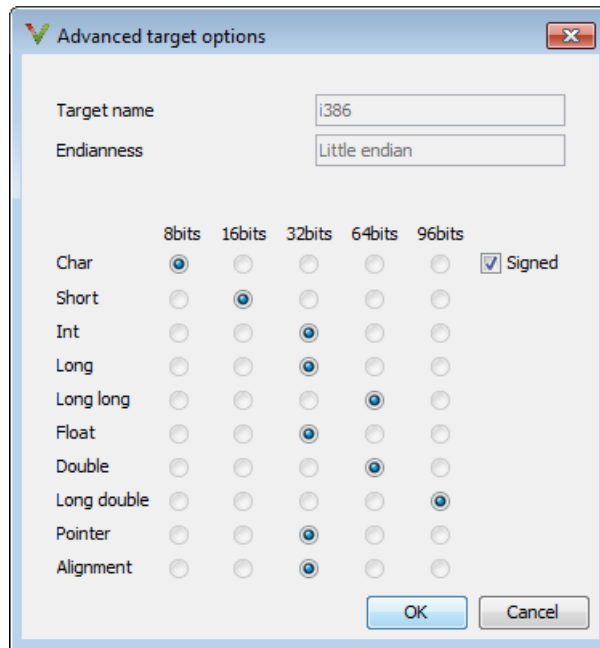 Advanced target options
Target name i386
Endianness Little endian
8bits 16bits 32bits 64bits 96bits
Char Signed
Short
Int
Long
Long long
Float
Double
Long double
Pointer
Alignment
OK Cancel